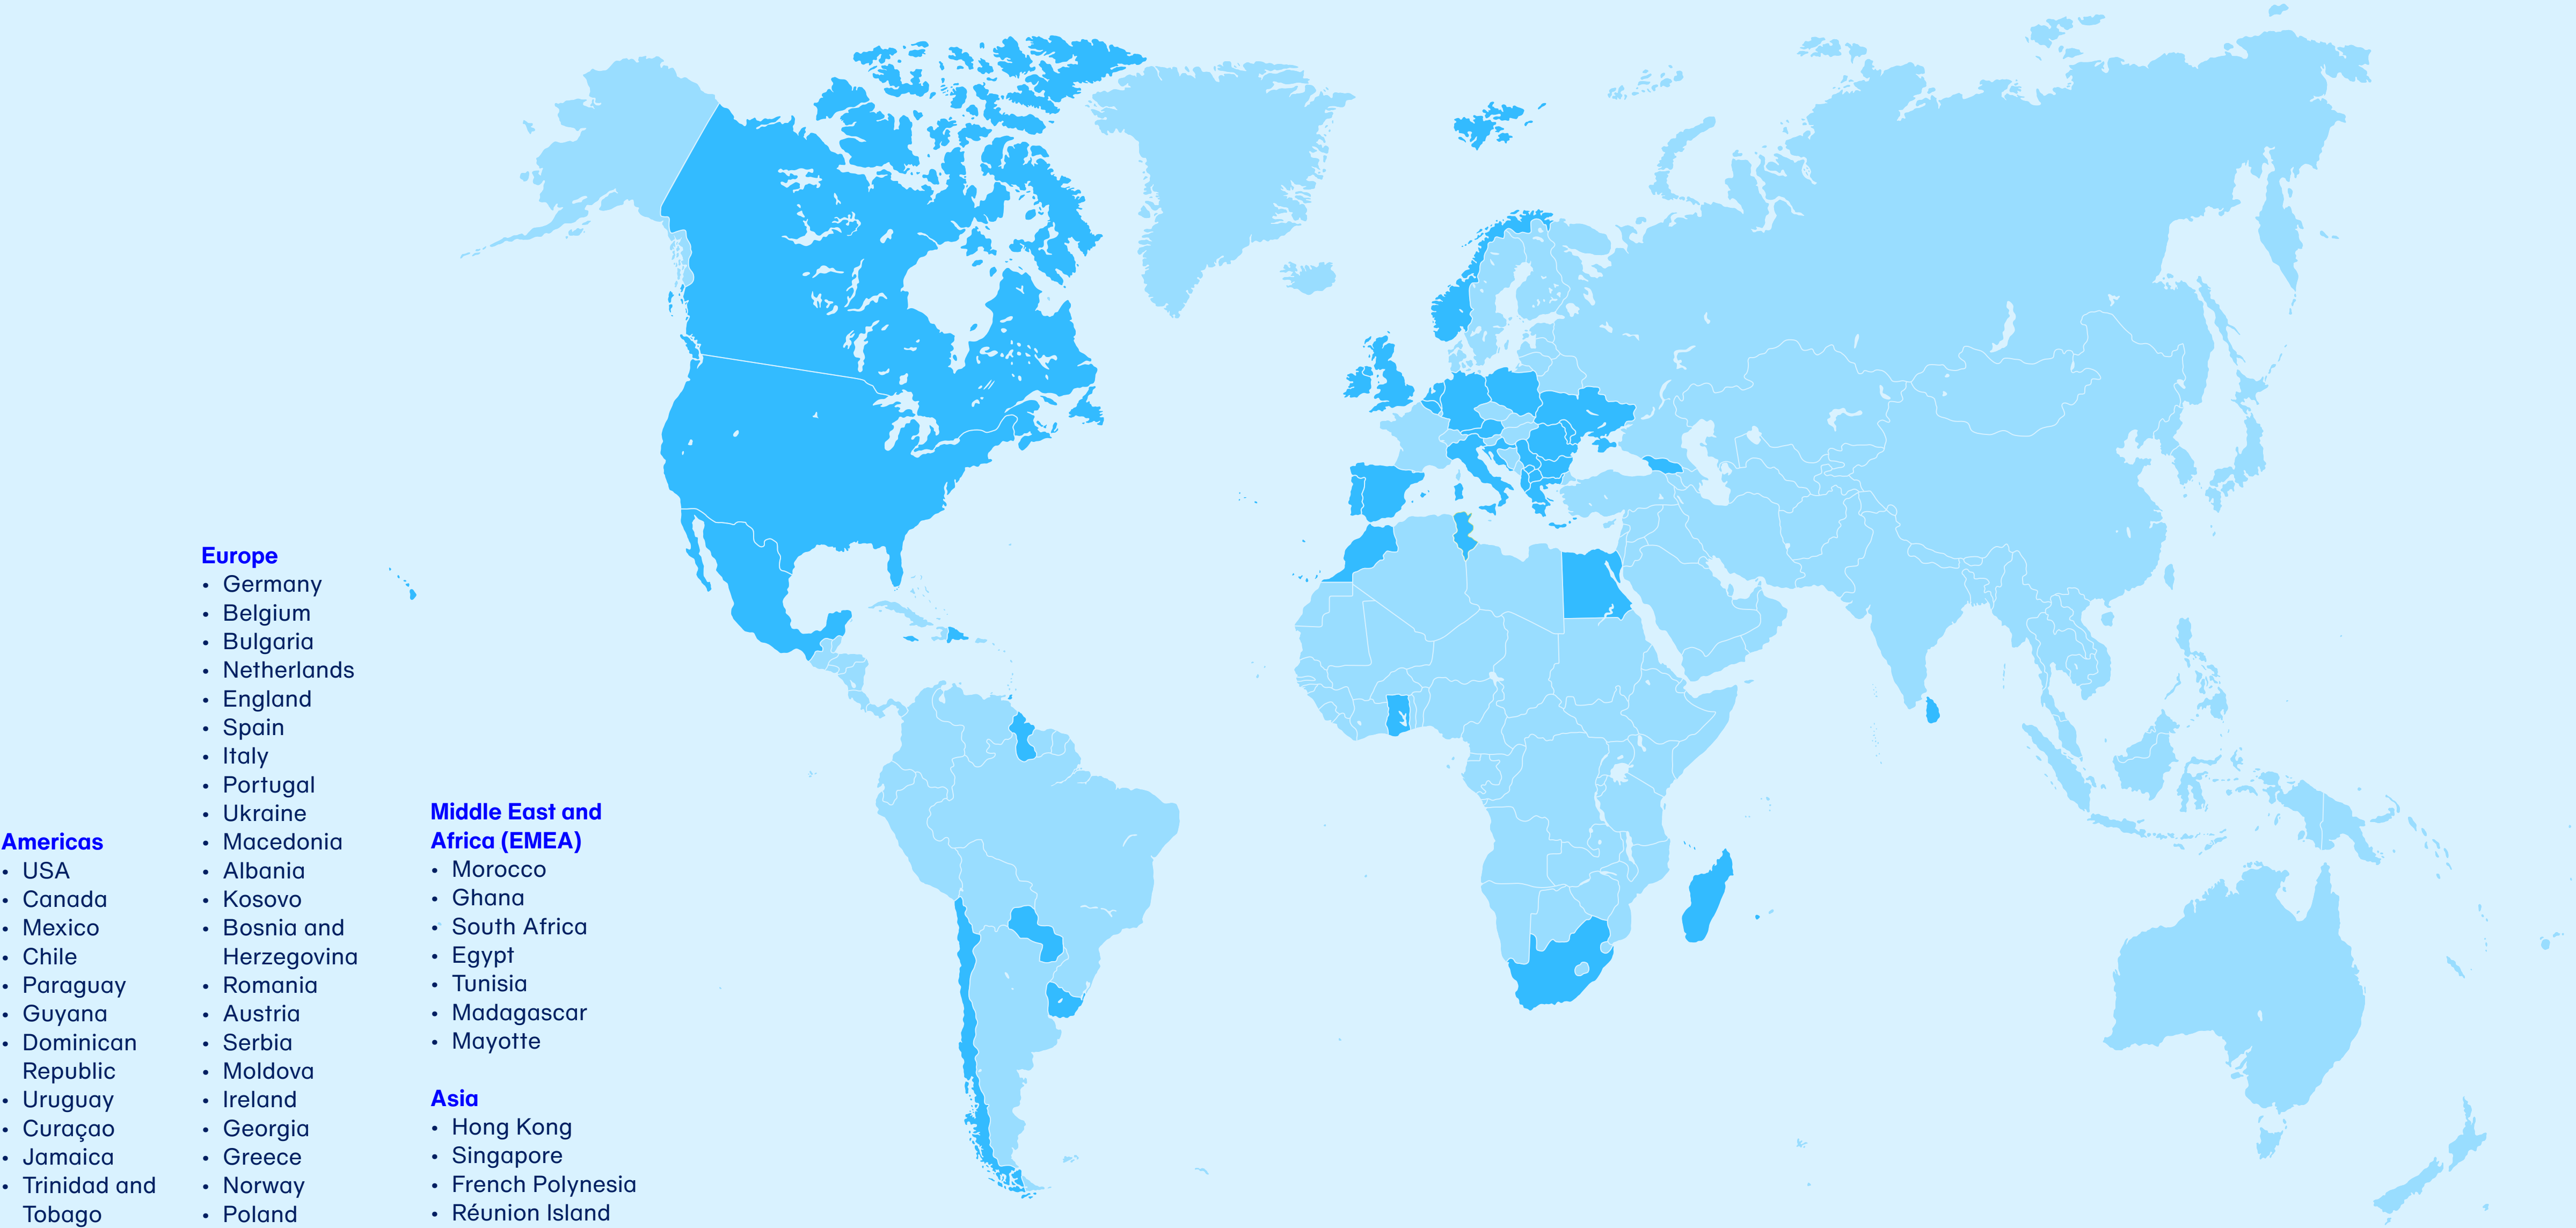 Americas
• USA
• Canada
• Mexico
• Chile
• Paraguay
• Guyana
• Dominican
Republic
• Uruguay
• Curaçao
• Jamaica
• Trinidad and
Tobago
Europe
• Germany
• Belgium
• Bulgaria
• Netherlands
• England
• Spain
• Italy
• Portugal
• Ukraine
• Macedonia
• Albania
• Kosovo
• Bosnia and
Herzegovina
• Romania
• Austria
• Serbia
• Moldova
• Ireland
• Georgia
• Greece
• Norway
• Poland
Middle East and
Africa (EMEA)
• Morocco
• Ghana
• South Africa
• Egypt
• Tunisia
• Madagascar
• Mayotte
Asia
• Hong Kong
• Singapore
• French Polynesia
• Réunion Island